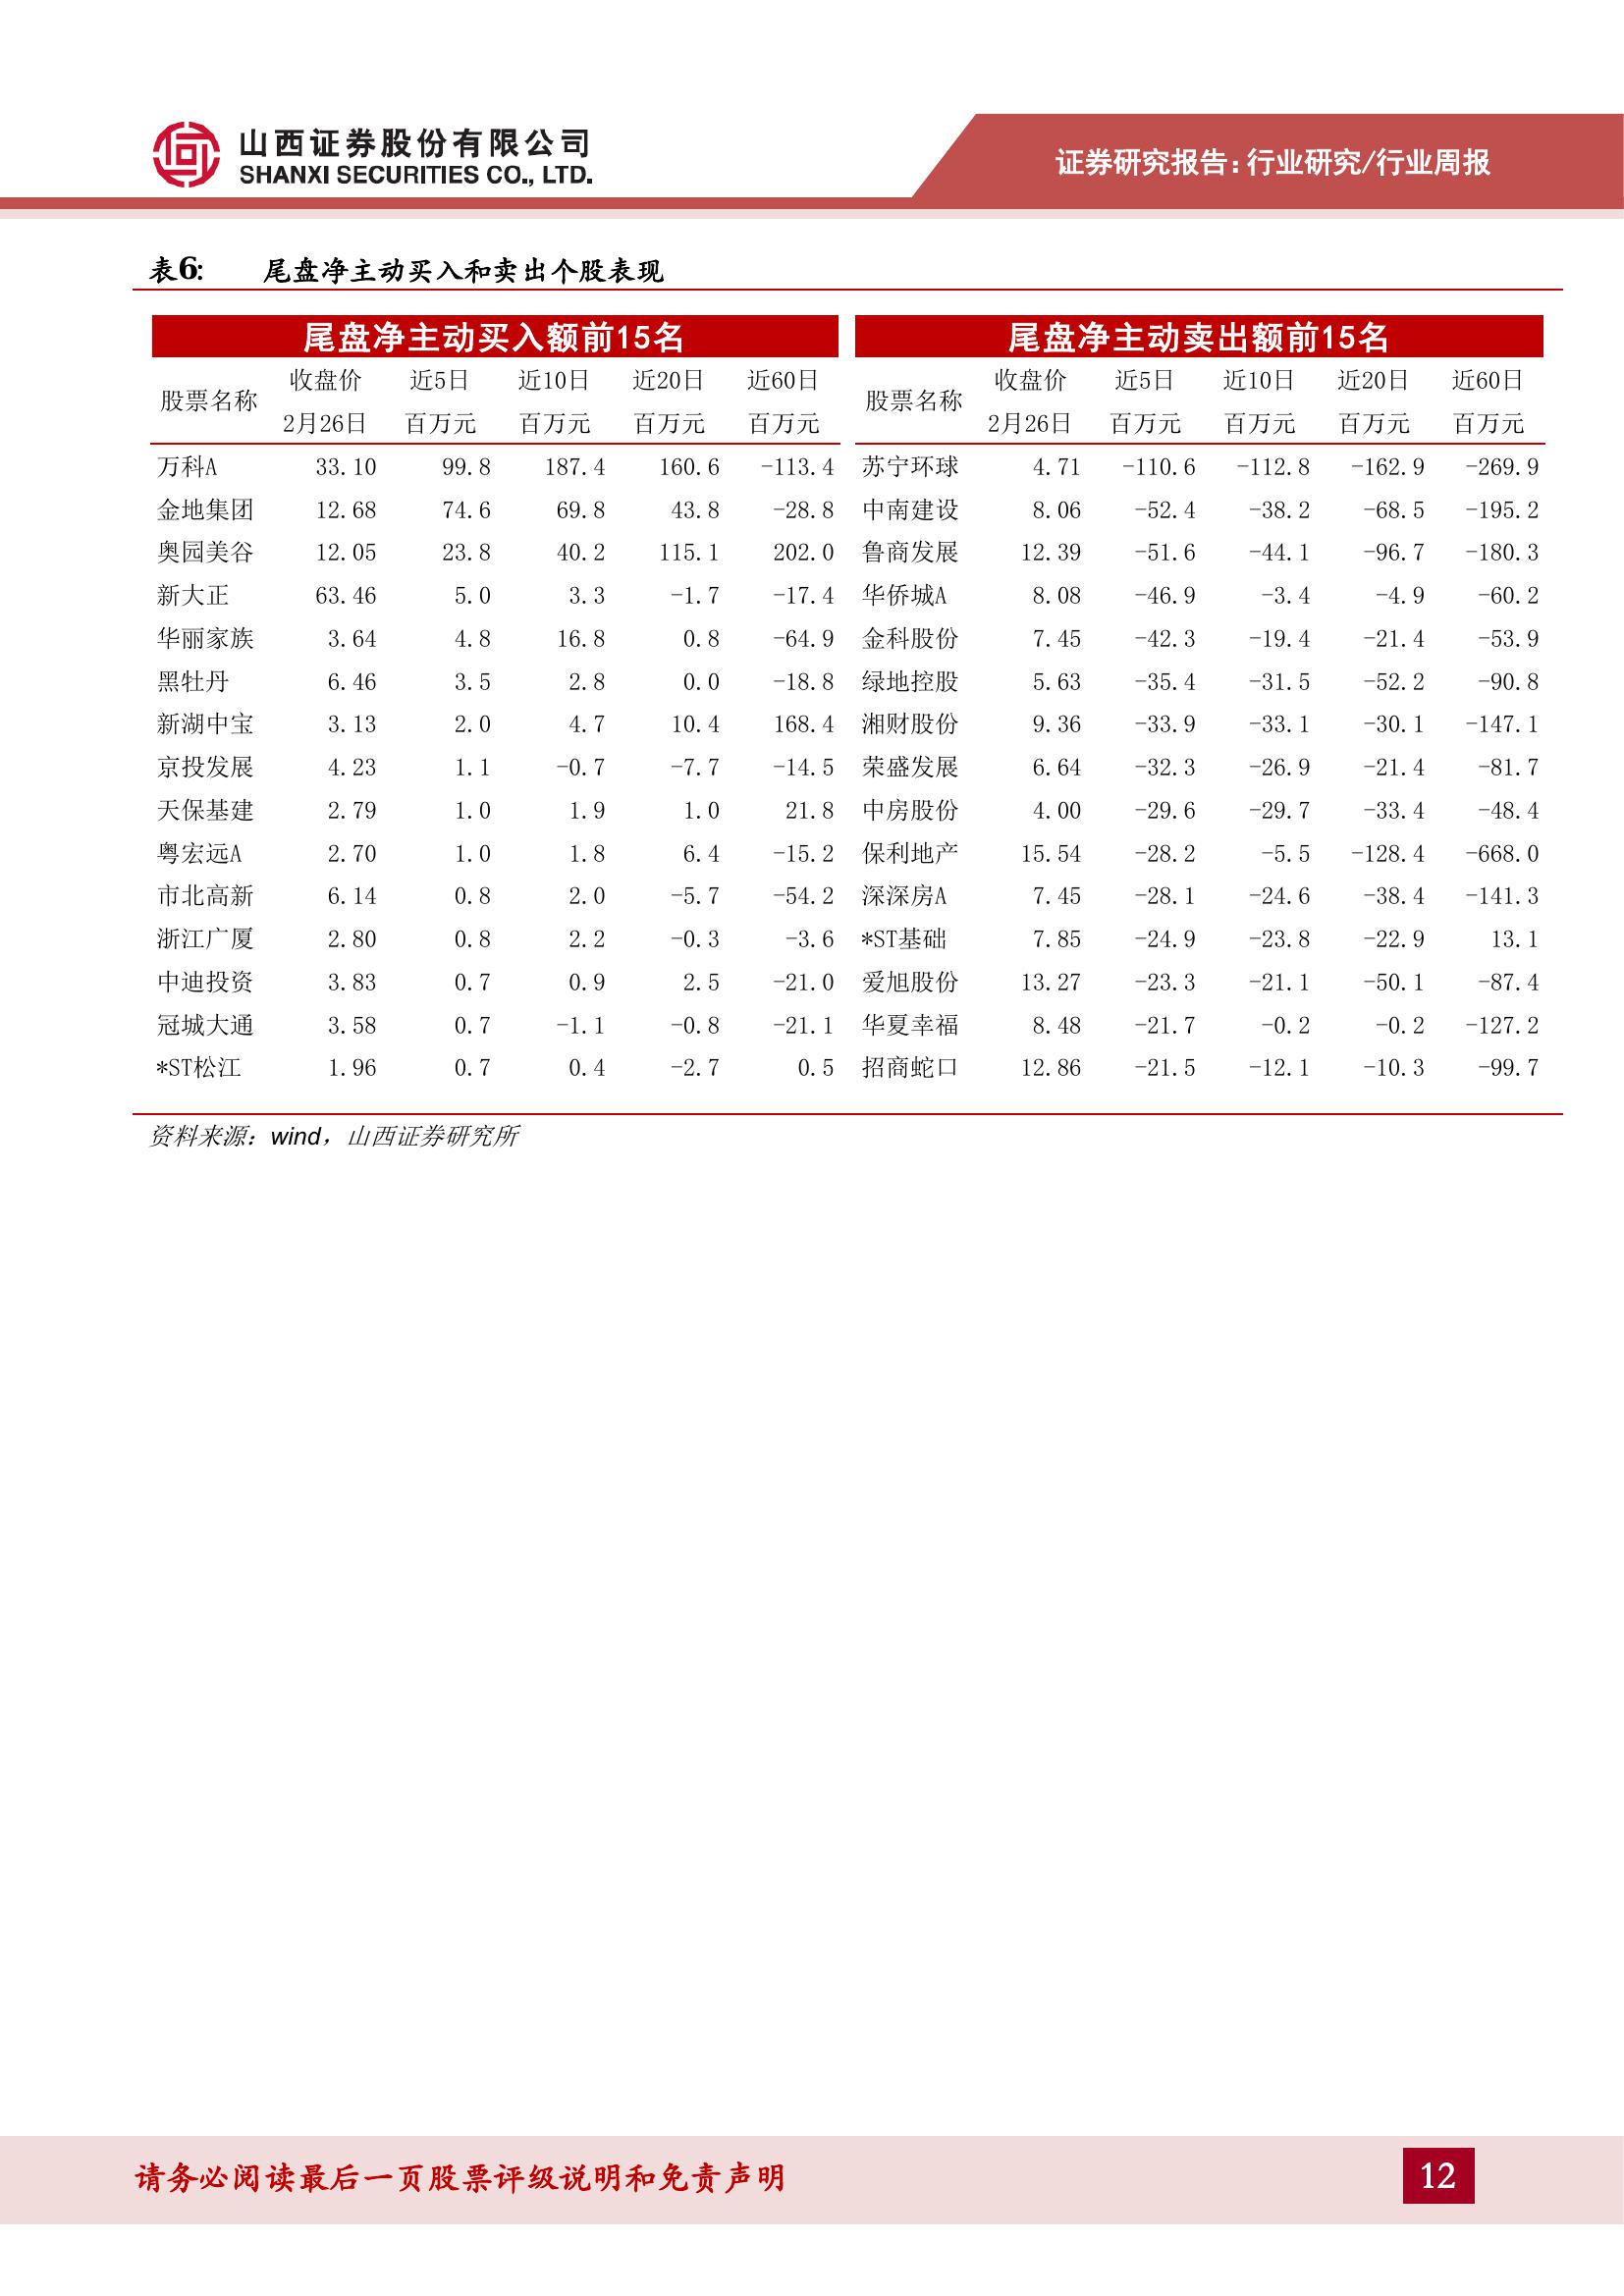 山西证券股份有限公司
SHANXI SECURITIES CO., LTD.
证券研究报告:行业研究/行业周报
表6: 尾盘净主动买入和卖出个股表现
尾盘净主动买入额前15名 尾盘净主动卖出额前15名
股票名称 收盘价 近5日 近10日 近20日 近60日 股票名称 收盘价 近5日 近10日 近20日 近60日
2月26日 百万元 百万元 百万元 百万元 2月26日 百万元 百万元 百万元 百万元
万科A 33.10 99.8 187.4 160.6 -113.4 苏宁环球 4.71 -110.6 -112.8 -162.9 -269.9
金地集团 12.68 74.6 69.8 43.8 -28.8 中南建设 8.06 -52.4 -38.2 -68.5 -195.2
奥园美谷 12.05 23.8 40.2 115.1 202.0 鲁商发展 12.39 -51.6 -44.1 -96.7 -180.3
新大正 63.46 5.0 3.3 -1.7 -17.4 华侨城A 8.08 -46.9 -3.4 -4.9 -60.2
华丽家族 3.64 4.8 16.8 0.8 -64.9 金科股份 7.45 -42.3 -19.4 -21.4 -53.9
黑牡丹 6.46 3.5 2.8 0.0 -18.8 绿地控股 5.63 -35.4 -31.5 -52.2 -90.8
新湖中宝 3.13 2.0 4.7 10.4 168.4 湘财股份 9.36 -33.9 -33.1 -30.1 -147.1
京投发展 4.23 1.1 -0.7 -7.7 -14.5 荣盛发展 6.64 -32.3 -26.9 -21.4 -81.7
天保基建 2.79 1.0 1.9 1.0 21.8 中房股份 4.00 -29.6 -29.7 -33.4 -48.4
粤宏远A 2.70 1.0 1.8 6.4 -15.2 保利地产 15.54 -28.2 -5.5 -128.4 -668.0
市北高新 6.14 0.8 2.0 -5.7 -54.2 深深房A 7.45 -28.1 -24.6 -38.4 -141.3
浙江广厦 2.80 0.8 2.2 -0.3 -3.6 *ST基础 7.85 -24.9 -23.8 -22.9 13.1
中迪投资 3.83 0.7 0.9 2.5 -21.0 爱旭股份 13.27 -23.3 -21.1 -50.1 -87.4
冠城大通 3.58 0.7 -1.1 -0.8 -21.1 华夏幸福 8.48 -21.7 -0.2 -0.2 -127.2
*ST松江 1.96 0.7 0.4 -2.7 0.5 招商蛇口 12.86 -21.5 -12.1 -10.3 -99.7
资料来源：wind，山西证券研究所
请务必阅读最后一页股票评级说明和免责声明
12